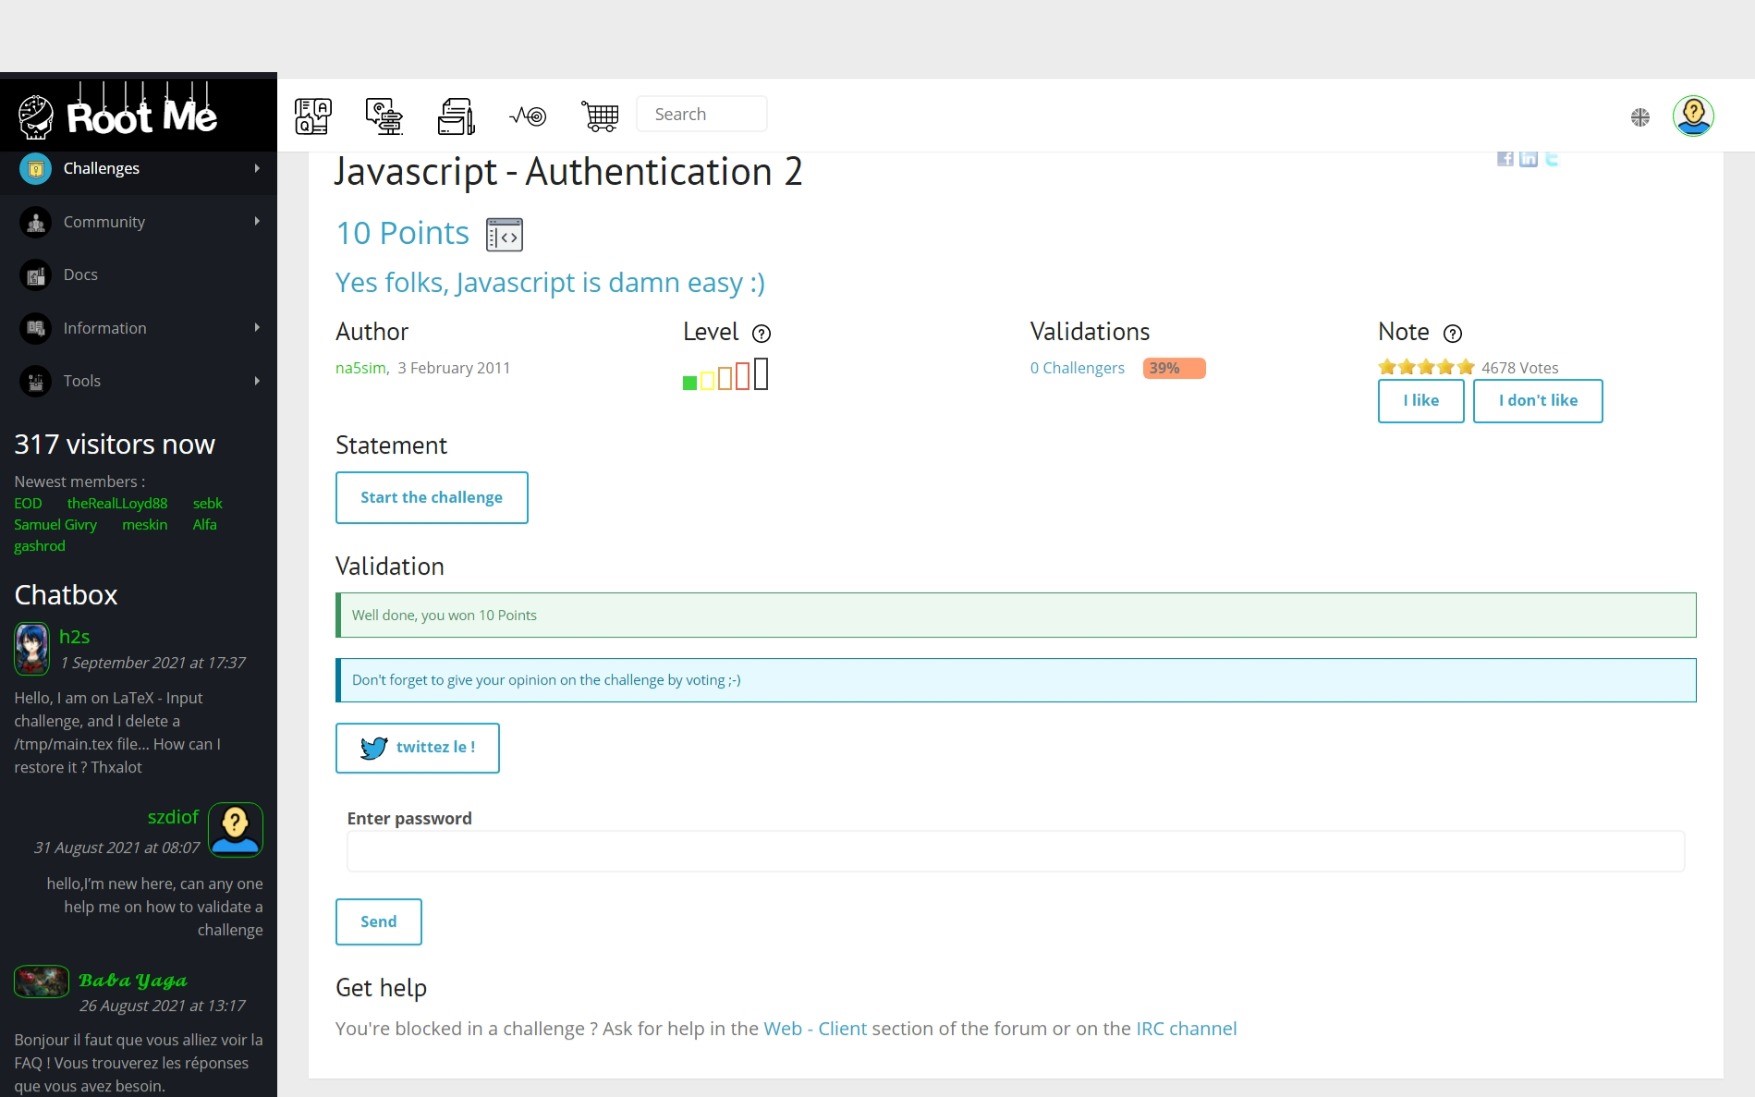 Root Me
Search
Challenges
Community
Docs
Information
Tools
317 visitors now
Newest members :
EOD theRealLLoyd88 sebk
Samuel Givry meskin Alfa
gashrod
Chatbox
h2s
1 September 2021 at 17:37
Hello, I am on LaTeX - Input
challenge, and I delete a
/tmp/main.tex file... How can I
restore it ? Thxalot
szdiof
31 August 2021 at 08:07
hello,I'm new here, can any one
help me on how to validate a
challenge
Baba Yaga
26 August 2021 at 13:17
Bonjour il faut que vous alliez voir la
FAQ ! Vous trouverez les réponses
que vous avez besoin.
Javascript - Authentication 2
10 Points
Yes folks, Javascript is damn easy :)
Author
na5sim, 3 February 2011
Level
Validations
0 Challengers 39%
Note
4678 Votes
I like I don't like
Statement
Start the challenge
Validation
Well done, you won 10 Points
Don't forget to give your opinion on the challenge by voting ;-)
twittez le !
Enter password
Send
Get help
You're blocked in a challenge ? Ask for help in the Web - Client section of the forum or on the IRC channel